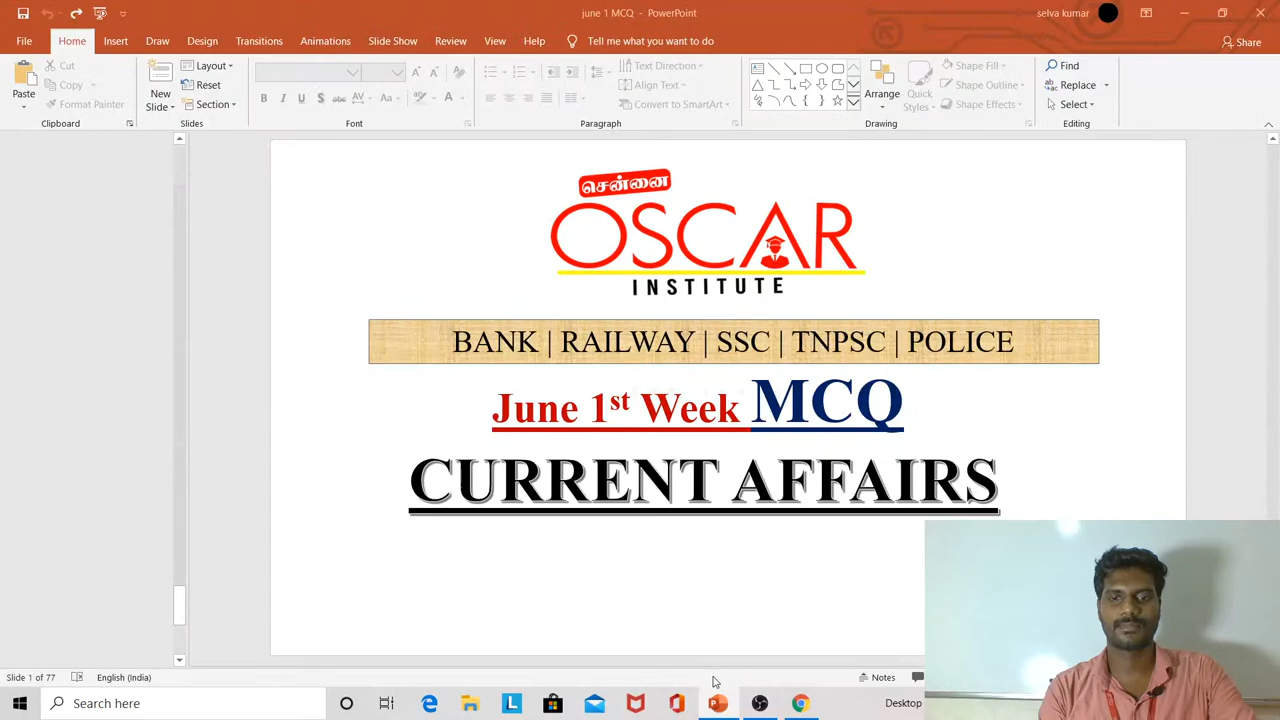 june 1 MCQ - PowerPoint
selva kumar
File Home Insert Draw Design Transitions Animations Slide Show Review View Help Tell me what you want to do
Share
Paste
Cut
Copy
Format Painter
Clipboard
New Slide
Layout
Reset
Section
Slides
Font
Text Direction
Align Text
Convert to SmartArt
Paragraph
Arrange
Quick Styles
Shape Fill
Shape Outline
Shape Effects
Drawing
Find
Replace
Select
Editing
சென்னை
OSCAR
INSTITUTE
BANK | RAILWAY | SSC | TNPSC | POLICE
June 1st Week MCQ
CURRENT AFFAIRS
Slide 1 of 77 English (India)
Notes
Type here to search
Desktop